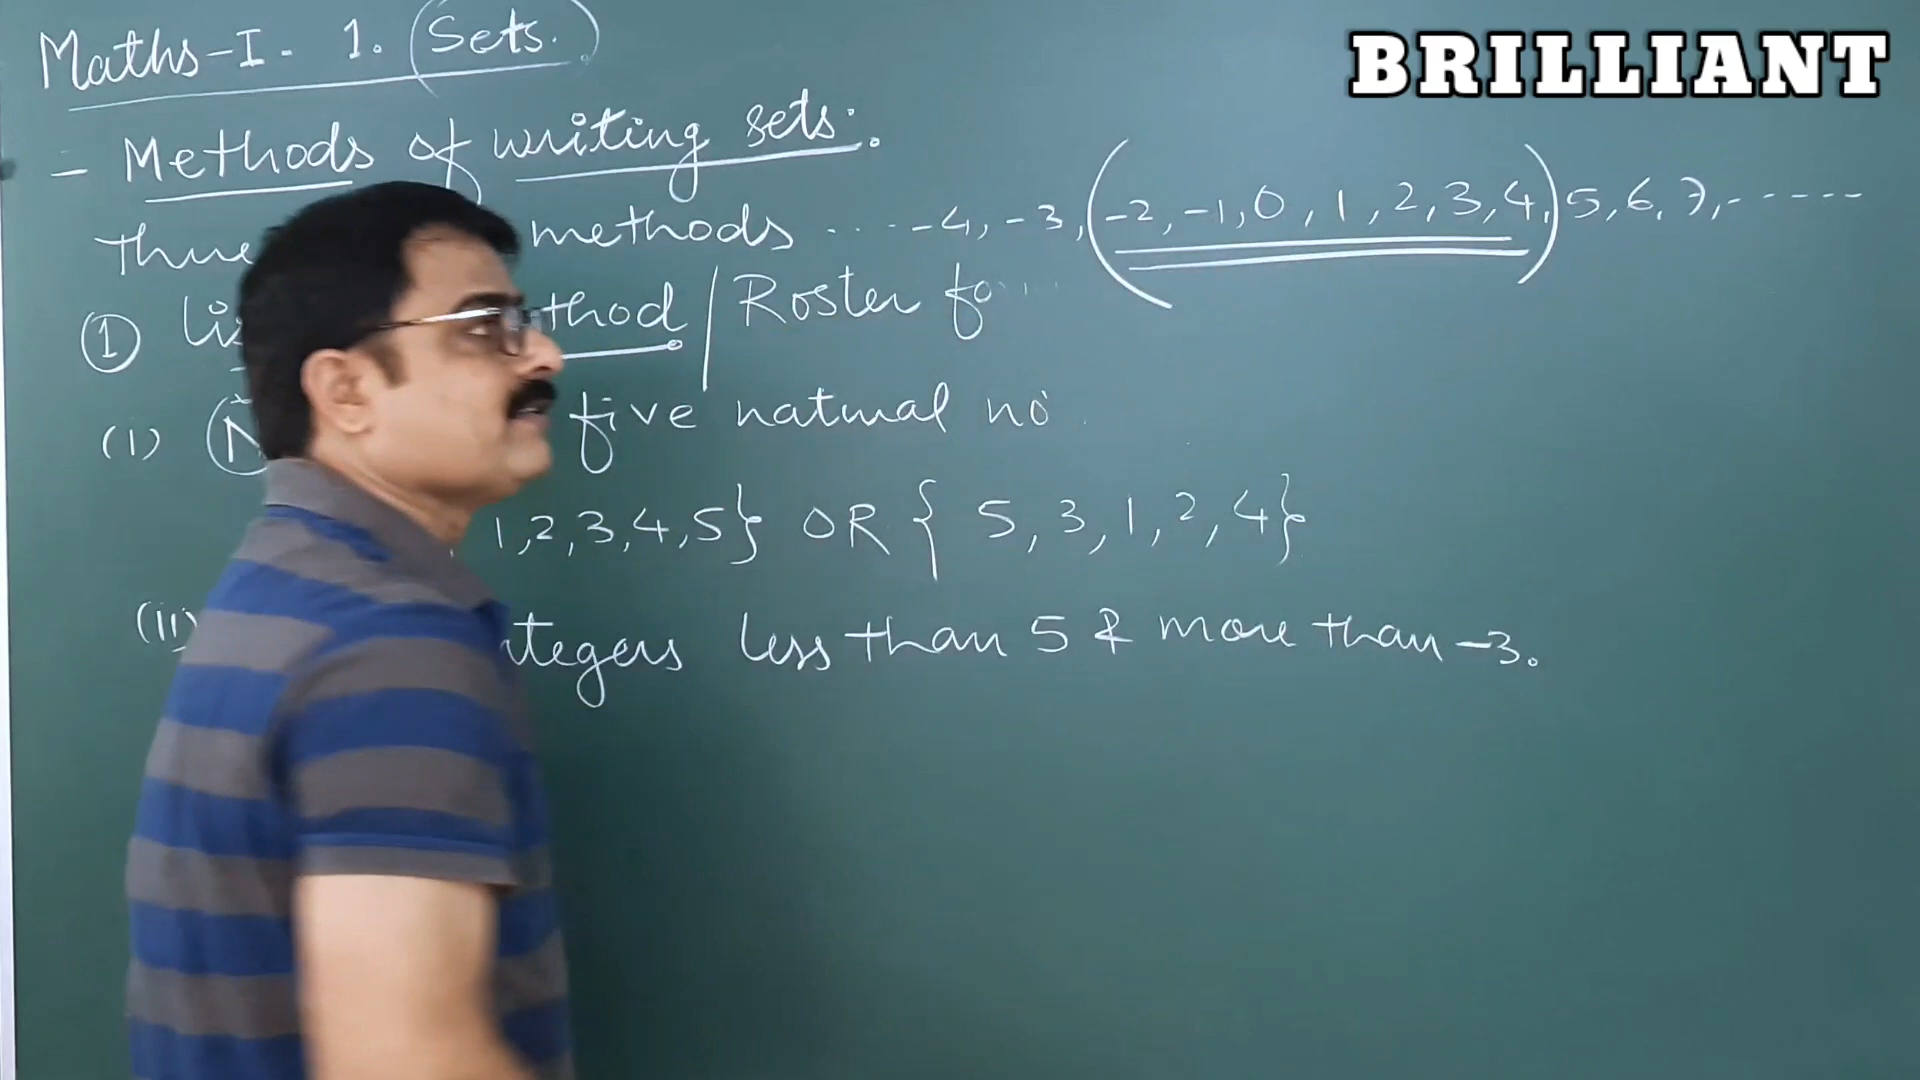 Maths-I. 1. Sets.
BRILLIANT
- Methods of writing sets.
methods ....-4, -3, (-2, -1, 0, 1, 2, 3, 4,) 5, 6, 7, -----
① thod / Roster fo
(i) N five natural no
1, 2, 3, 4, 5} OR { 5, 3, 1, 2, 4}
(ii) ntegers less than 5 & more than -3.